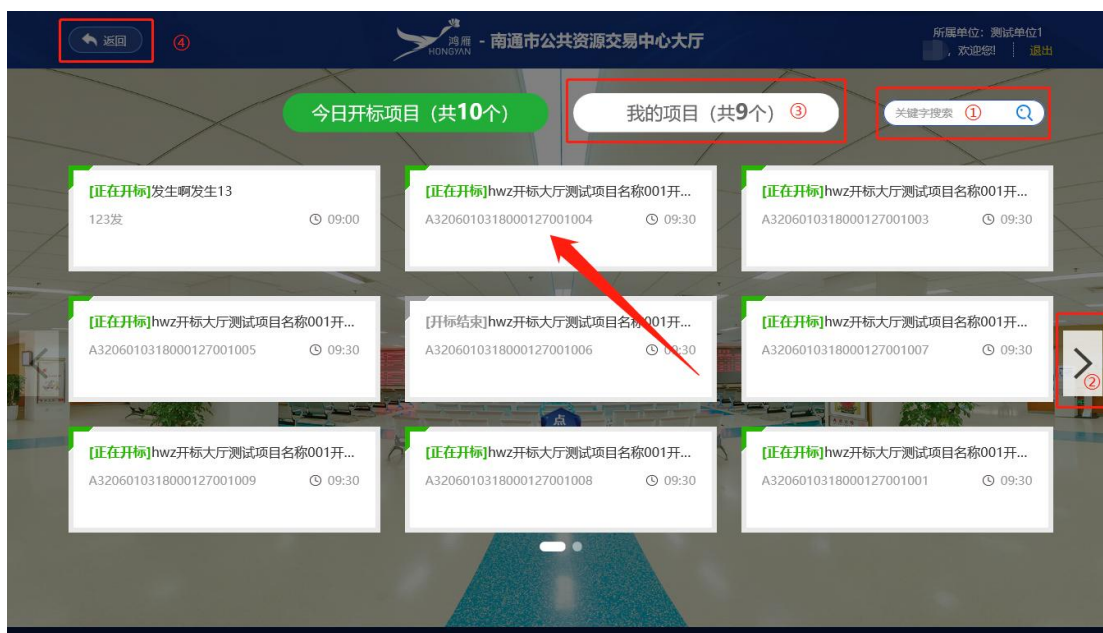 返回 ④
鸿雁 HONGYAN - 南通市公共资源交易中心大厅
所属单位：测试单位1
，欢迎您! | 退出
今日开标项目（共10个）
我的项目（共9个） ③
关键字搜索 ①
[正在开标]发生啊发生13
123发 09:00
[正在开标]hwz开标大厅测试项目名称001开...
A3206010318000127001004 09:30
[正在开标]hwz开标大厅测试项目名称001开...
A3206010318000127001003 09:30
[正在开标]hwz开标大厅测试项目名称001开...
A3206010318000127001005 09:30
[开标结束]hwz开标大厅测试项目名称001开...
A3206010318000127001006 09:30
[正在开标]hwz开标大厅测试项目名称001开...
A3206010318000127001007 09:30
②
点
[正在开标]hwz开标大厅测试项目名称001开...
A3206010318000127001009 09:30
[正在开标]hwz开标大厅测试项目名称001开...
A3206010318000127001008 09:30
[正在开标]hwz开标大厅测试项目名称001开...
A3206010318000127001001 09:30